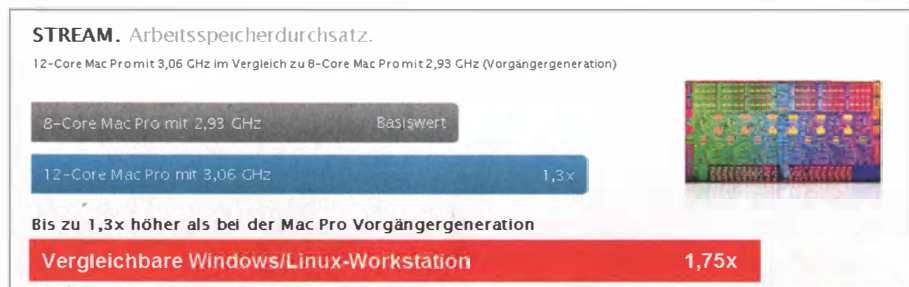 STREAM. Arbeitsspeicherdurchsatz.
12-Core Mac Pro mit 3,06 GHz im Vergleich zu 8-Core Mac Pro mit 2,93 GHz (Vorgängergeneration)
8-Core Mac Pro mit 2,93 GHz Basiswert
12-Core Mac Pro mit 3,06 GHz 1,3x
Bis zu 1,3x höher als bei der Mac Pro Vorgängergeneration
Vergleichbare Windows/Linux-Workstation 1,75x